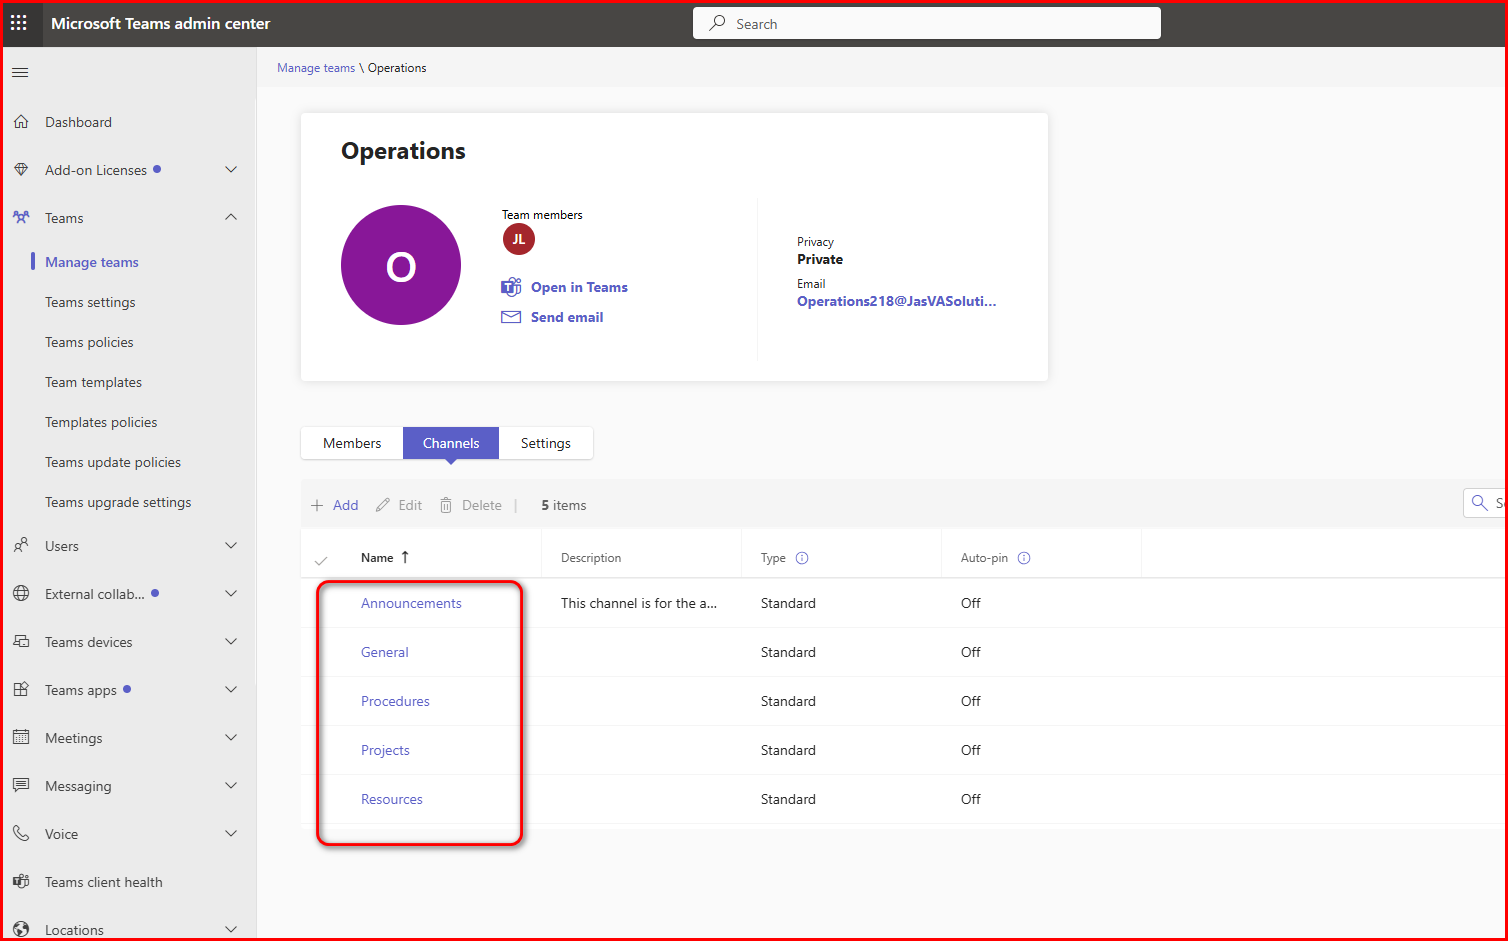 Microsoft Teams admin center
Search
Manage teams \ Operations
Dashboard
Add-on Licenses
Teams
Manage teams
Teams settings
Teams policies
Team templates
Templates policies
Teams update policies
Teams upgrade settings
Users
External collab...
Teams devices
Teams apps
Meetings
Messaging
Voice
Teams client health
Locations
Operations
O
Team members
JL
Open in Teams
Send email
Privacy
Private
Email
Operations218@JasVASoluti...
Members Channels Settings
+ Add Edit Delete | 5 items
Name ↑ Description Type Auto-pin
Announcements This channel is for the a... Standard Off
General Standard Off
Procedures Standard Off
Projects Standard Off
Resources Standard Off